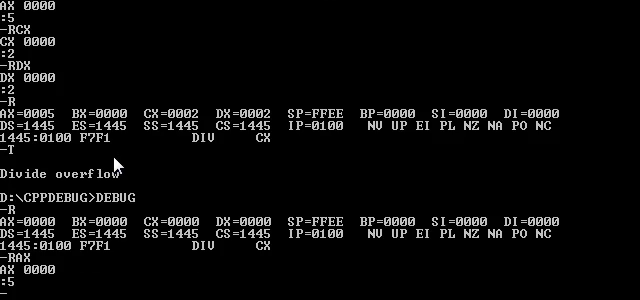 AX 0000
:5
-RCX
CX 0000
:2
-RDX
DX 0000
:2
-R
AX=0005 BX=0000 CX=0002 DX=0002 SP=FFEE BP=0000 SI=0000 DI=0000
DS=1445 ES=1445 SS=1445 CS=1445 IP=0100 NV UP EI PL NZ NA PO NC
1445:0100 F7F1 DIV CX
-T
Divide overflow
D:\CPPDEBUG>DEBUG
-R
AX=0000 BX=0000 CX=0000 DX=0000 SP=FFEE BP=0000 SI=0000 DI=0000
DS=1445 ES=1445 SS=1445 CS=1445 IP=0100 NV UP EI PL NZ NA PO NC
1445:0100 F7F1 DIV CX
-RAX
AX 0000
:5
-